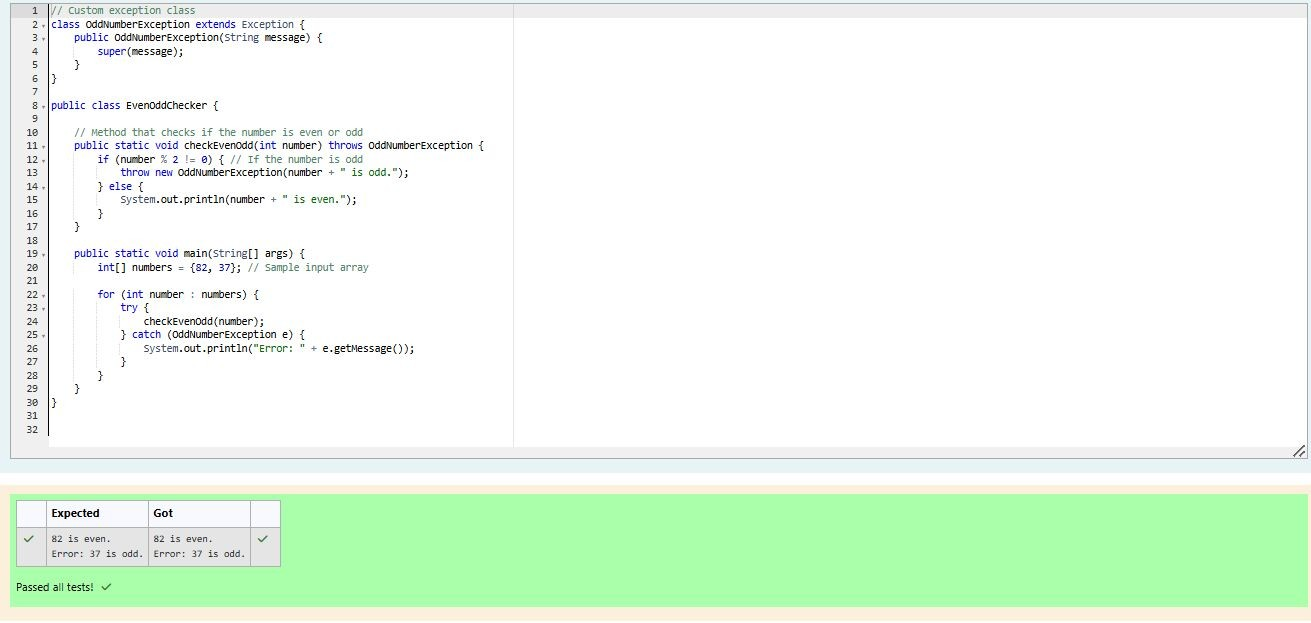 1 // Custom exception class
2 class OddNumberException extends Exception {
3     public OddNumberException(String message) {
4         super(message);
5     }
6 }
7
8 public class EvenOddChecker {
9
10     // Method that checks if the number is even or odd
11     public static void checkEvenOdd(int number) throws OddNumberException {
12         if (number % 2 != 0) { // If the number is odd
13             throw new OddNumberException(number + " is odd.");
14         } else {
15             System.out.println(number + " is even.");
16         }
17     }
18
19     public static void main(String[] args) {
20         int[] numbers = {82, 37}; // Sample input array
21
22         for (int number : numbers) {
23             try {
24                 checkEvenOdd(number);
25             } catch (OddNumberException e) {
26                 System.out.println("Error: " + e.getMessage());
27             }
28         }
29     }
30 }
31
32
Expected Got
82 is even. 82 is even.
Error: 37 is odd. Error: 37 is odd.
Passed all tests!